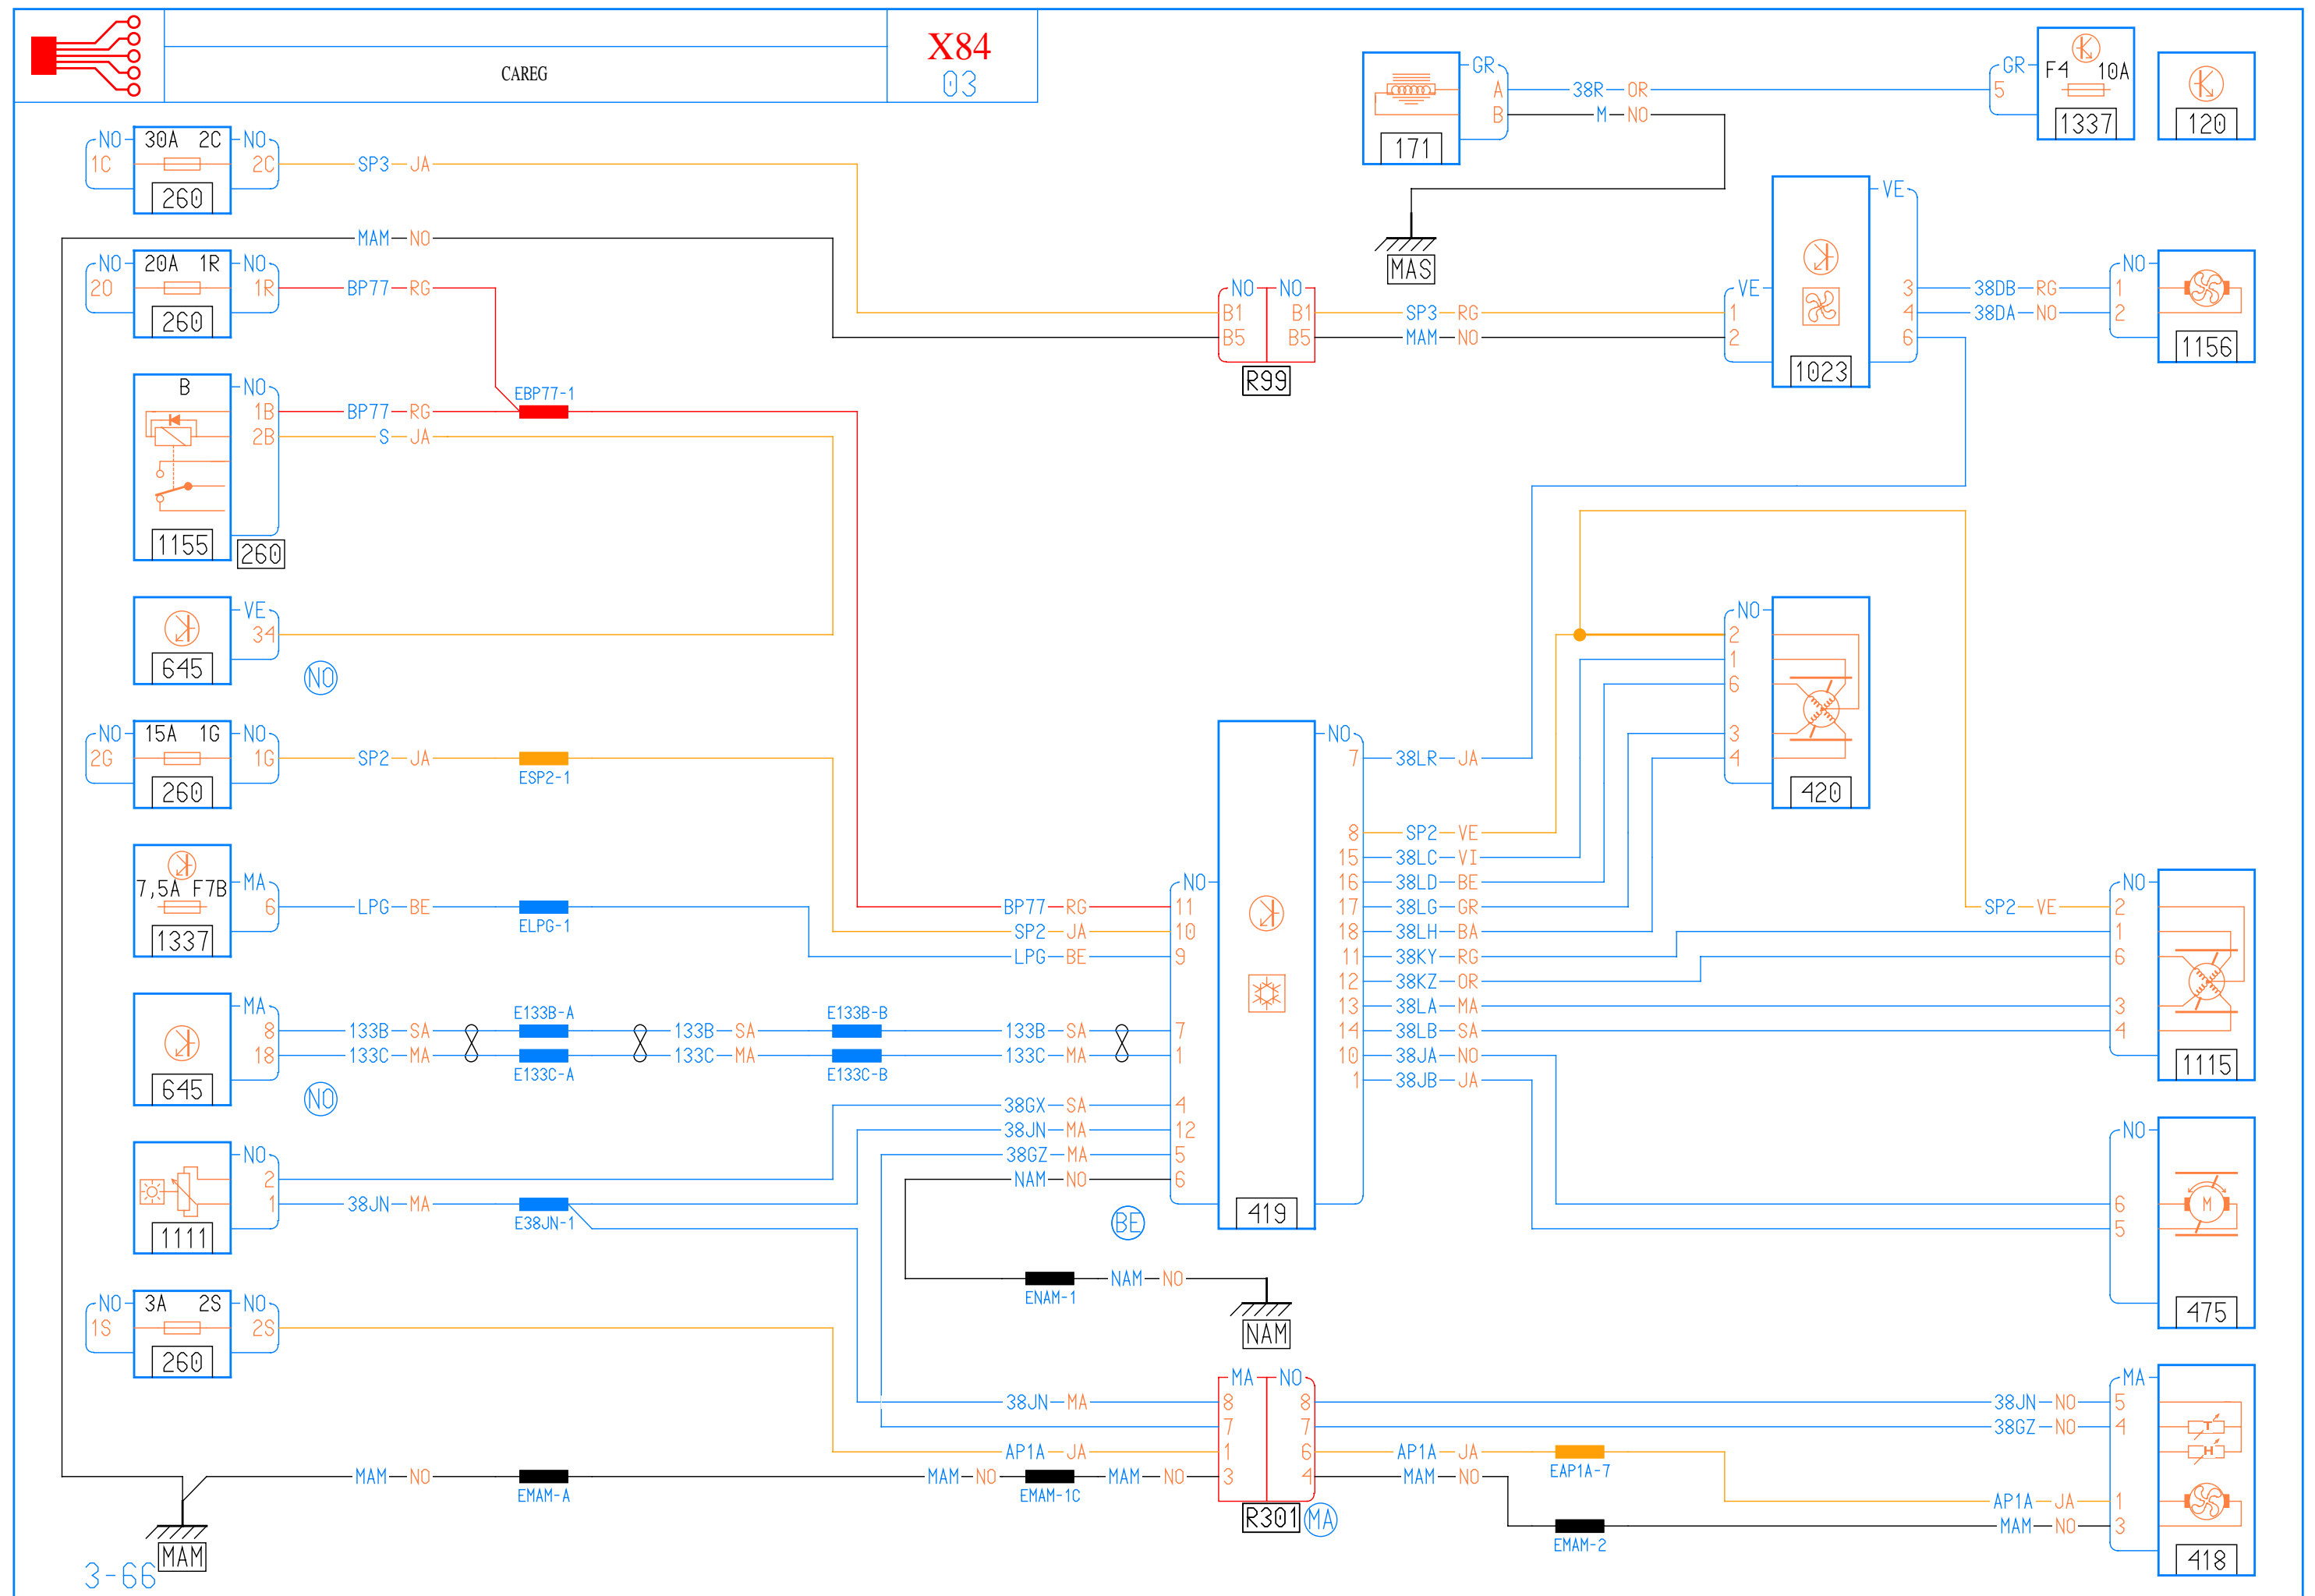 X84
CAREG
03
GR
A
B
171
38R OR
M NO
MAS
GR
5
F4 10A
1337
120
NO
1C
30A 2C
260
NO
2C
SP3 JA
MAM NO
NO
20
20A 1R
260
NO
1R
BP77 RG
EBP77-1
B
1155
260
NO
1B
2B
BP77 RG
S JA
NO NO
B1 B1
B5 B5
R99
SP3 RG
MAM NO
VE
1
2
1023
VE
3
4
6
38DB RG
38DA NO
NO
1
2
1156
645
VE
34
NO
NO
2G
15A 1G
260
NO
1G
SP2 JA
ESP2-1
7,5A F7B
1337
MA
6
LPG BE
ELPG-1
645
MA
8
18
NO
133B SA
133C MA
E133B-A
E133C-A
133B SA
133C MA
E133B-B
E133C-B
133B SA
133C MA
1111
NO
2
1
38JN MA
E38JN-1
NO
1S
3A 2S
260
NO
2S
BP77 RG
SP2 JA
LPG BE
38GX SA
38JN MA
38GZ MA
NAM NO
NO
11
10
9
7
1
4
12
5
6
BE
419
NO
7 38LR JA
8 SP2 VE
15 38LC VI
16 38LD BE
17 38LG GR
18 38LH BA
11 38KY RG
12 38KZ OR
13 38LA MA
14 38LB SA
10 38JA NO
1 38JB JA
NO
2
1
6
3
4
420
SP2 VE
NO
2
1
6
3
4
1115
NO
6
5
475
ENAM-1
NAM NO
NAM
MA NO
8 8
7 7
1 6
3 4
R301
MA
38JN MA
AP1A JA
MAM NO
EMAM-A
MAM NO
EMAM-1C
MAM NO
MAM
AP1A JA
MAM NO
EAP1A-7
EMAM-2
38JN NO
38GZ NO
AP1A JA
MAM NO
MA
5
4
1
3
T
H
M
418
3-66